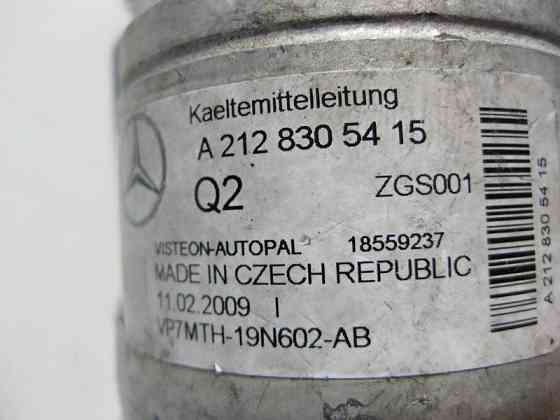 Kaeltemittelleitung
A 212 830 54 15
Q2
ZGS001
VISTEON-AUTOPAL 18559237
MADE IN CZECH REPUBLIC
11.02.2009 I
VP7MTH-19N602-AB
A 212 830 54 15